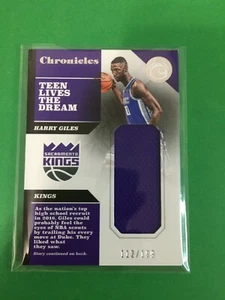 Chronicles
TEEN
LIVES
THE
DREAM
HARRY GILES
SACRAMENTO
KINGS
KINGS
As the nation's top
high school recruit
in 2016, Giles could
probably feel the
eyes of NBA scouts
by trailing his every
move at Duke. They
liked what
they saw.
Story continued on back.